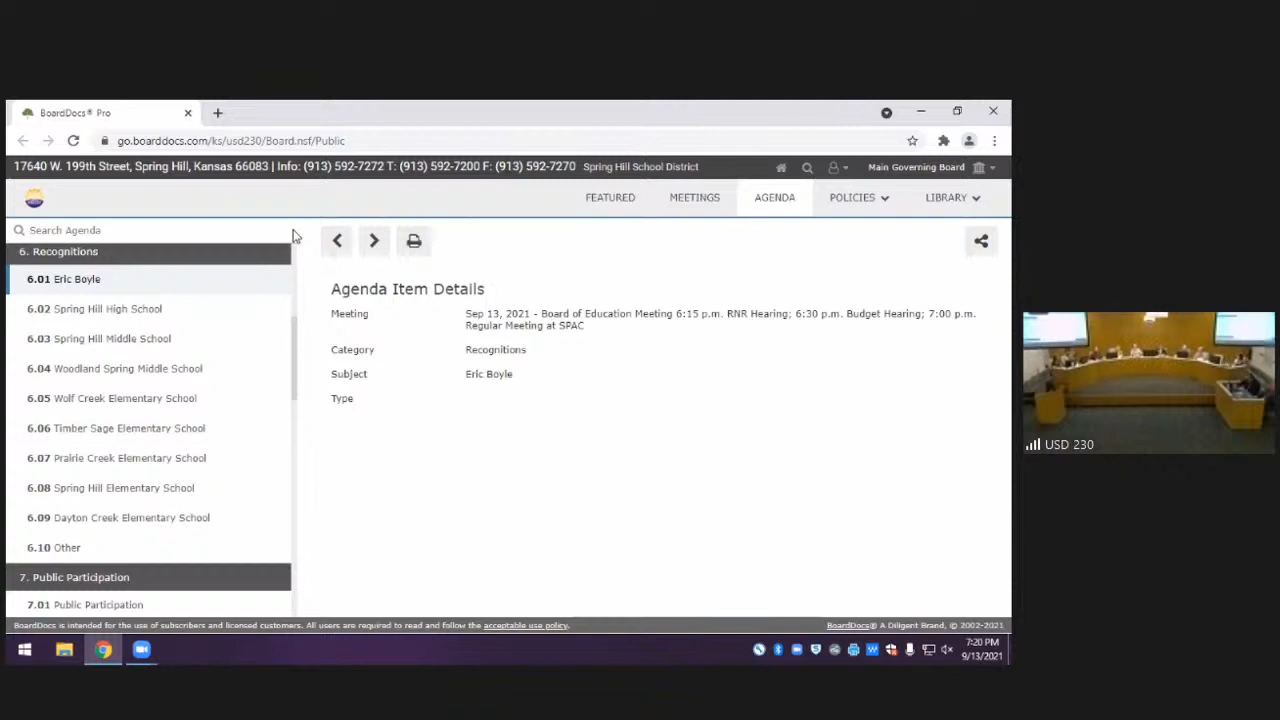 BoardDocs® Pro
go.boarddocs.com/ks/usd230/Board.nsf/Public
17640 W. 199th Street, Spring Hill, Kansas 66083 | Info: (913) 592-7272 T: (913) 592-7200 F: (913) 592-7270 Spring Hill School District
Main Governing Board
FEATURED MEETINGS AGENDA POLICIES LIBRARY
Search Agenda
6. Recognitions
6.01 Eric Boyle
6.02 Spring Hill High School
6.03 Spring Hill Middle School
6.04 Woodland Spring Middle School
6.05 Wolf Creek Elementary School
6.06 Timber Sage Elementary School
6.07 Prairie Creek Elementary School
6.08 Spring Hill Elementary School
6.09 Dayton Creek Elementary School
6.10 Other
7. Public Participation
7.01 Public Participation
Agenda Item Details
Meeting Sep 13, 2021 - Board of Education Meeting 6:15 p.m. RNR Hearing; 6:30 p.m. Budget Hearing; 7:00 p.m.
Regular Meeting at SPAC
Category Recognitions
Subject Eric Boyle
Type
USD 230
BoardDocs is intended for the use of subscribers and licensed customers. All users are required to read and follow the acceptable use policy.
BoardDocs® A Diligent Brand, © 2002-2021
7:20 PM
9/13/2021